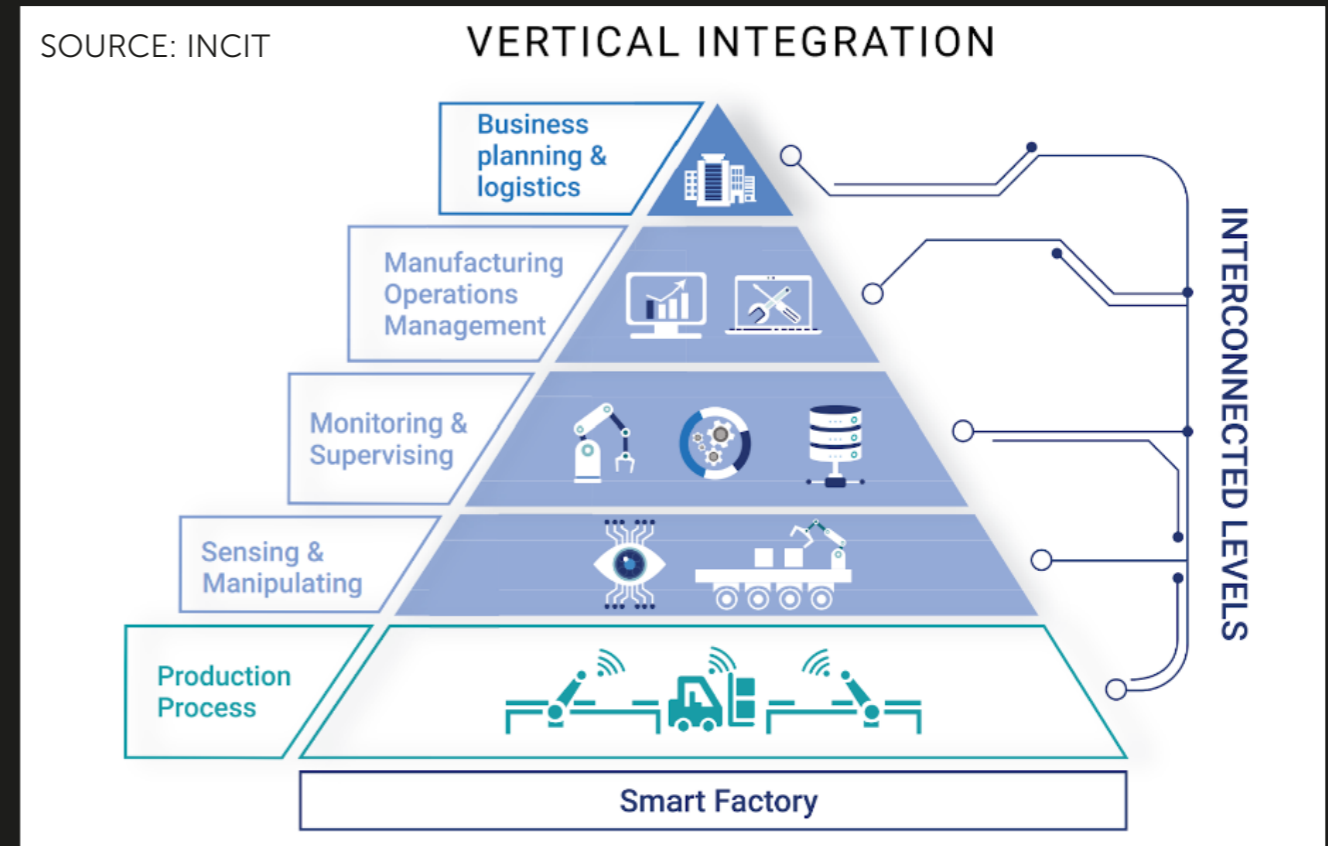 SOURCE: INCIT
VERTICAL INTEGRATION
Business
planning &
logistics
Manufacturing
Operations
Management
Monitoring &
Supervising
Sensing &
Manipulating
Production
Process
INTERCONNECTED LEVELS
Smart Factory